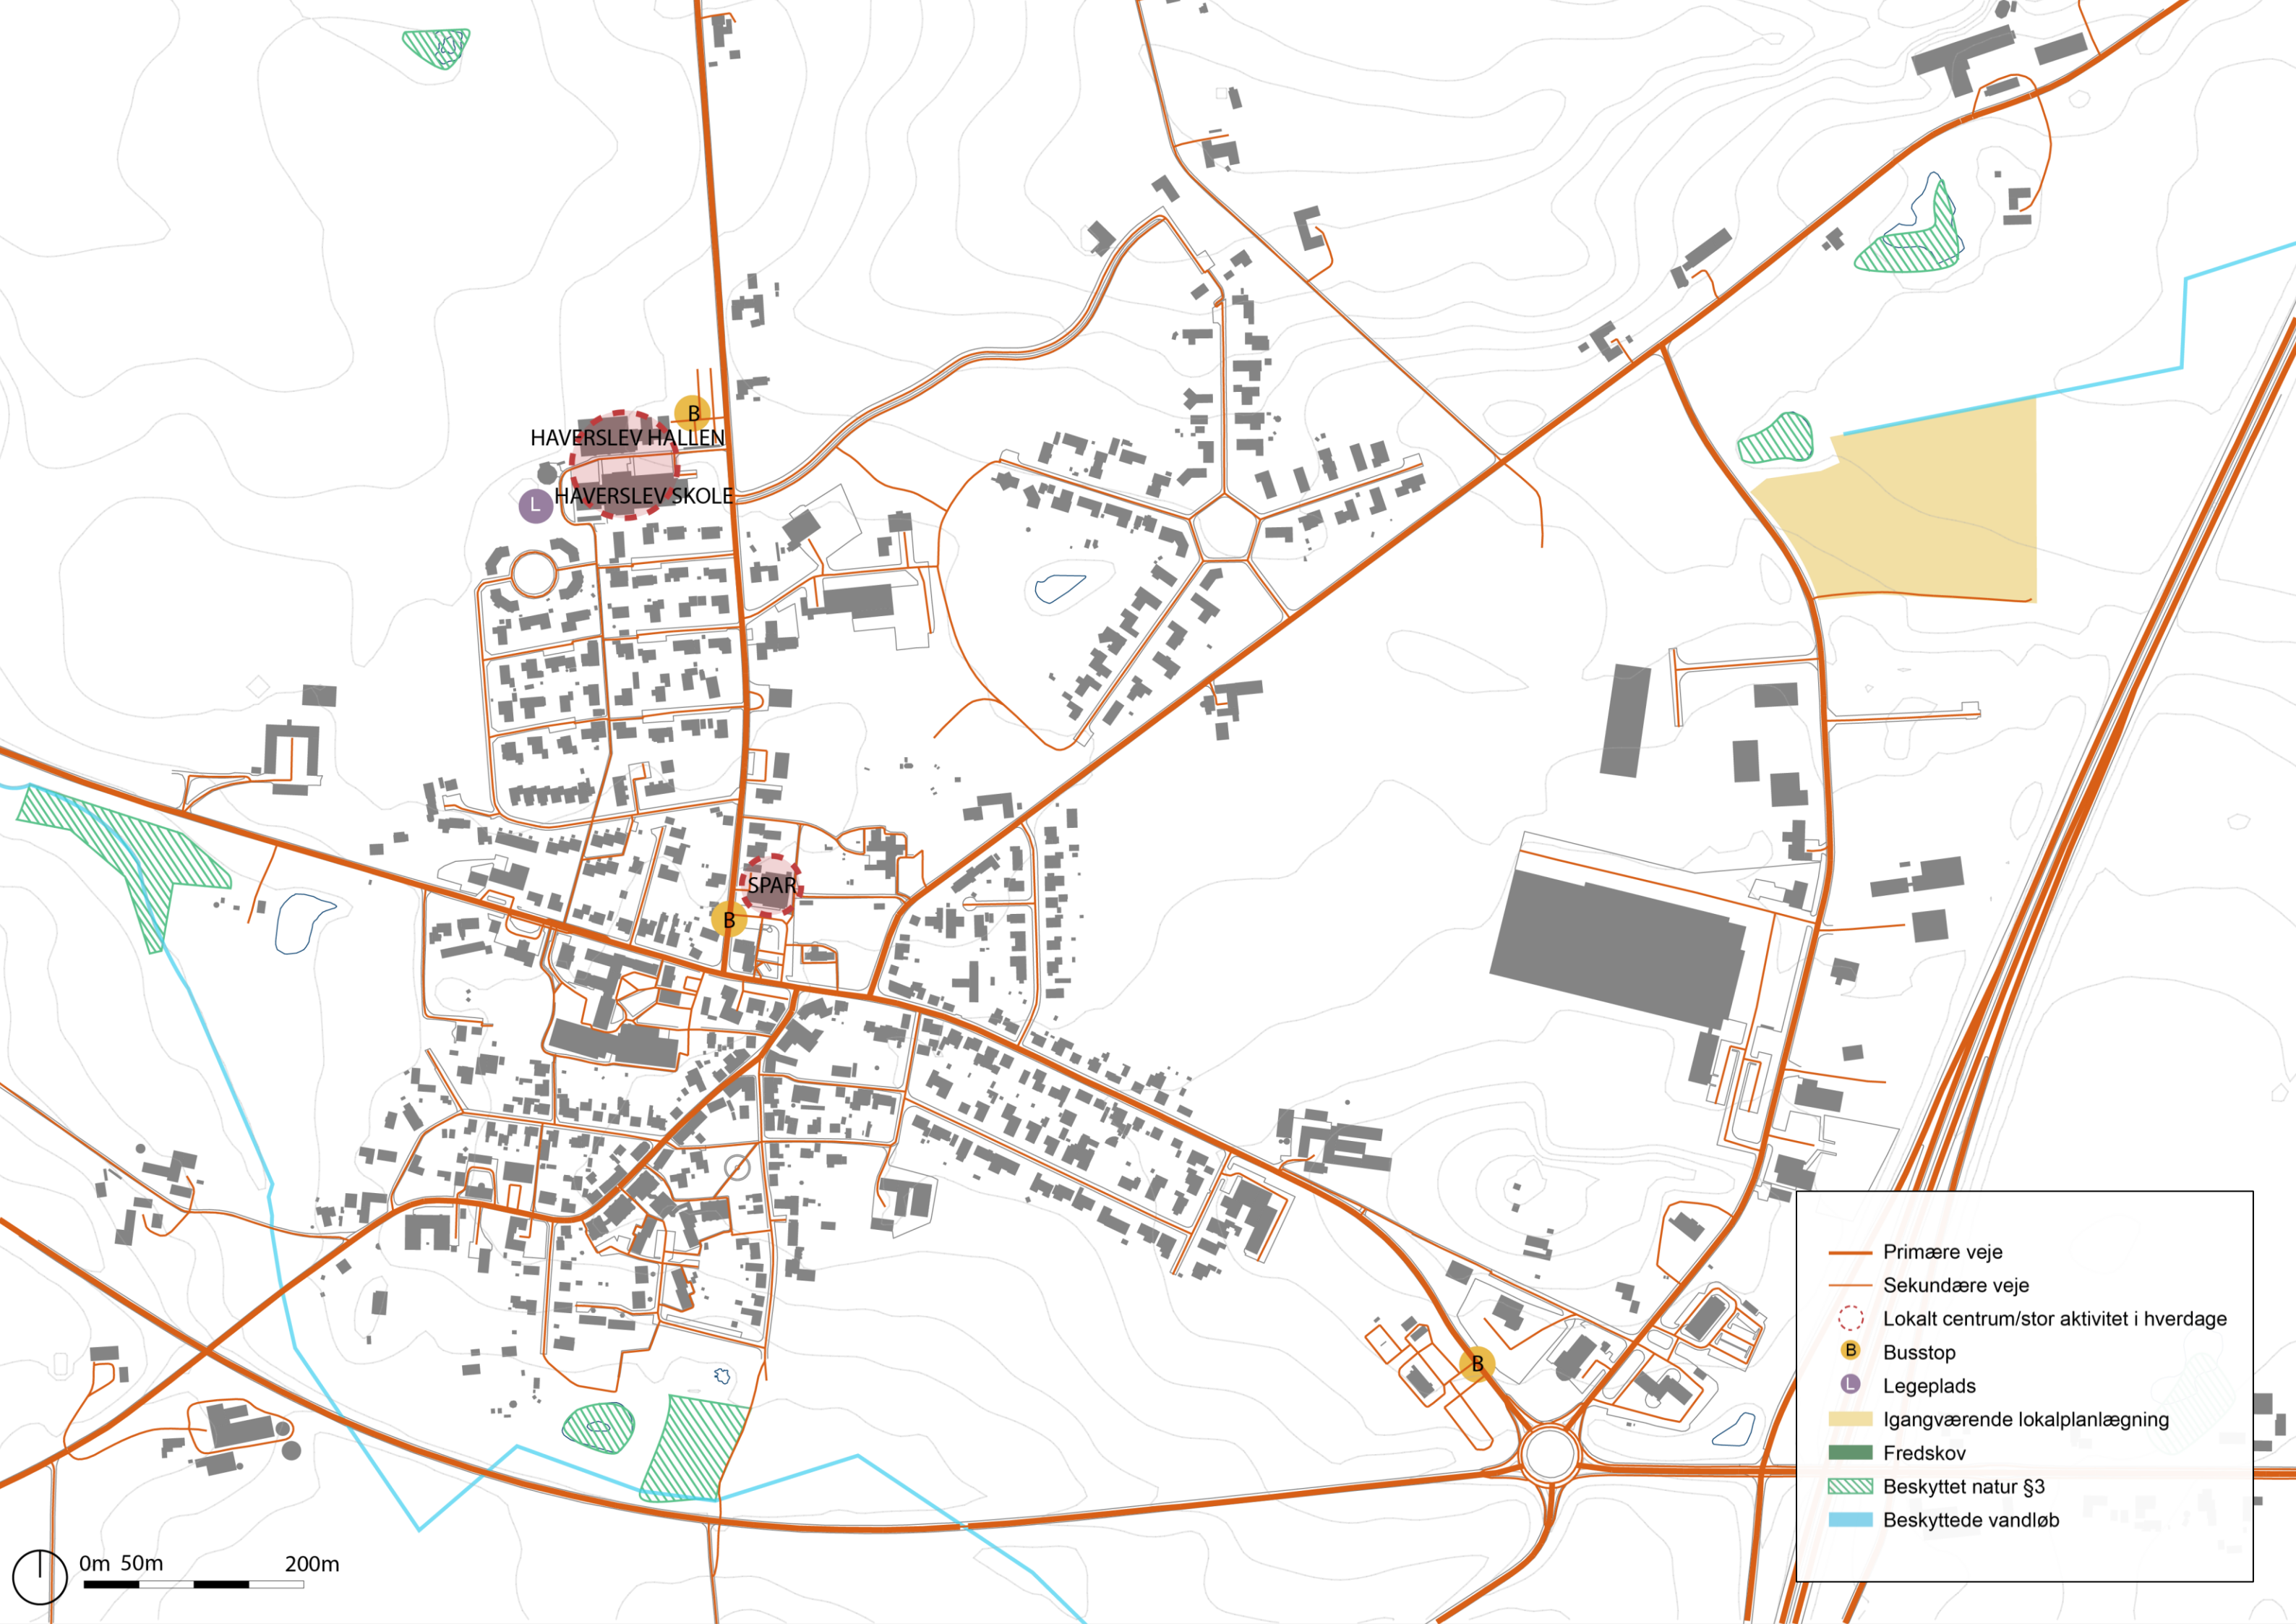 B
HAVERSLEV HALLEN
HAVERSLEV SKOLE
L
SPAR
B
B
Primære veje
Sekundære veje
Lokalt centrum/stor aktivitet i hverdage
B Busstop
L Legeplads
Igangværende lokalplanlægning
Fredskov
Beskyttet natur §3
Beskyttede vandløb
0m 50m 200m